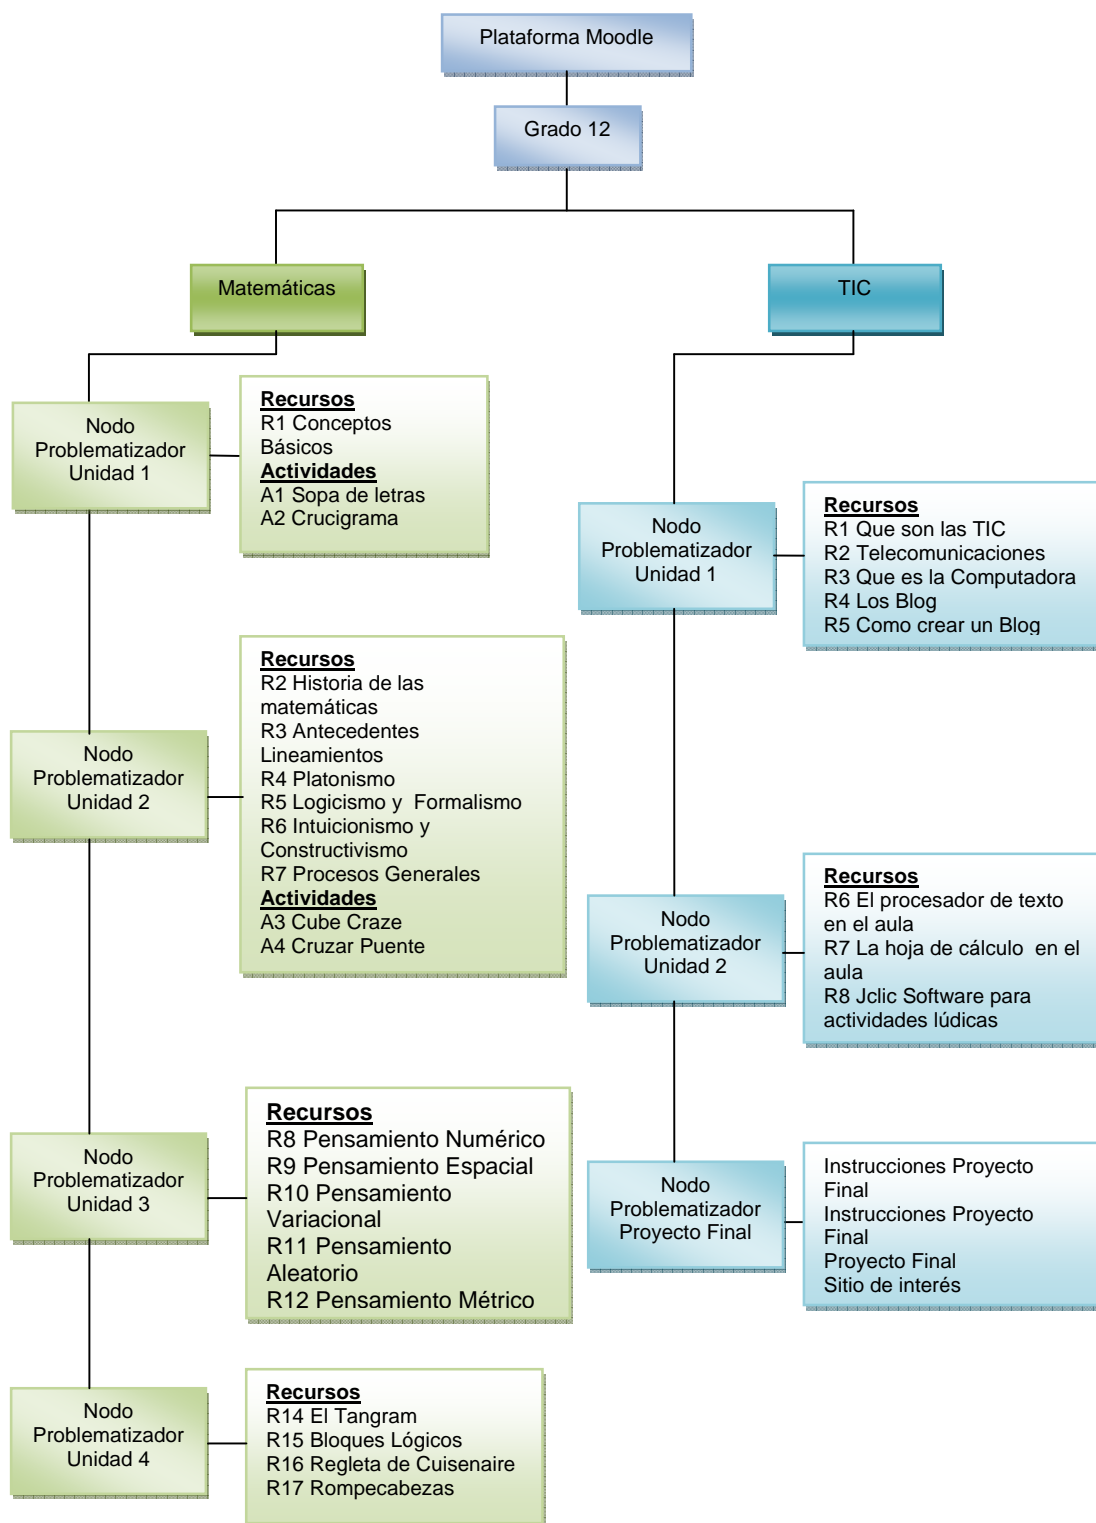 Plataforma Moodle
Grado 12
Matemáticas
TIC
Nodo
Problematizador
Unidad 1
Recursos
R1 Conceptos
Básicos
Actividades
A1 Sopa de letras
A2 Crucigrama
Nodo
Problematizador
Unidad 2
Recursos
R2 Historia de las
matemáticas
R3 Antecedentes
Lineamientos
R4 Platonismo
R5 Logicismo y  Formalismo
R6 Intuicionismo y
Constructivismo
R7 Procesos Generales
Actividades
A3 Cube Craze
A4 Cruzar Puente
Nodo
Problematizador
Unidad 3
Recursos
R8 Pensamiento Numérico
R9 Pensamiento Espacial
R10 Pensamiento
Variacional
R11 Pensamiento
Aleatorio
R12 Pensamiento Métrico
Nodo
Problematizador
Unidad 4
Recursos
R14 El Tangram
R15 Bloques Lógicos
R16 Regleta de Cuisenaire
R17 Rompecabezas
Nodo
Problematizador
Unidad 1
Recursos
R1 Que son las TIC
R2 Telecomunicaciones
R3 Que es la Computadora
R4 Los Blog
R5 Como crear un Blog
Nodo
Problematizador
Unidad 2
Recursos
R6 El procesador de texto
en el aula
R7 La hoja de cálculo  en el
aula
R8 Jclic Software para
actividades lúdicas
Nodo
Problematizador
Proyecto Final
Instrucciones Proyecto
Final
Instrucciones Proyecto
Final
Proyecto Final
Sitio de interés